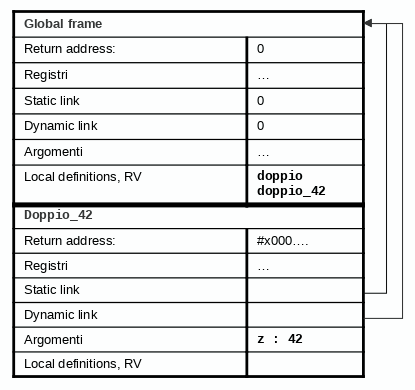 Global frame
Return address: 0
Registri ...
Static link 0
Dynamic link 0
Argomenti ...
Local definitions, RV doppio
doppio_42
Doppio_42
Return address: #x000....
Registri ...
Static link
Dynamic link
Argomenti z : 42
Local definitions, RV